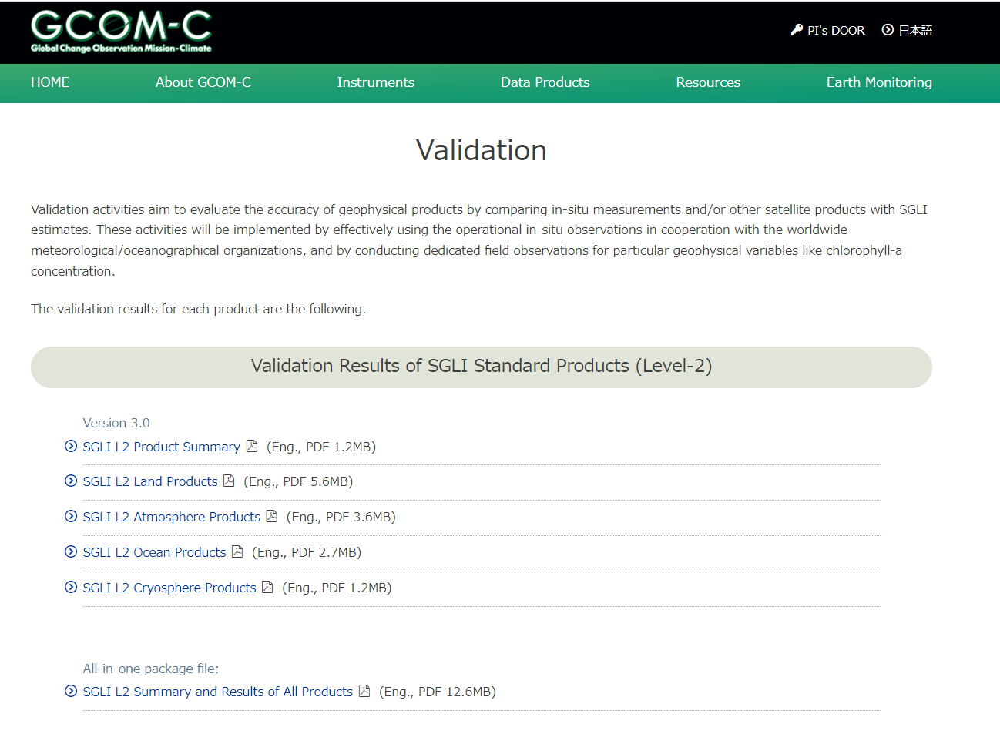 GCOM-C
Global Change Observation Mission-Climate
PI's DOOR 日本語
HOME About GCOM-C Instruments Data Products Resources Earth Monitoring
Validation
Validation activities aim to evaluate the accuracy of geophysical products by comparing in-situ measurements and/or other satellite products with SGLI
estimates. These activities will be implemented by effectively using the operational in-situ observations in cooperation with the worldwide
meteorological/oceanographical organizations, and by conducting dedicated field observations for particular geophysical variables like chlorophyll-a
concentration.
The validation results for each product are the following.
Validation Results of SGLI Standard Products (Level-2)
Version 3.0
SGLI L2 Product Summary (Eng., PDF 1.2MB)
SGLI L2 Land Products (Eng., PDF 5.6MB)
SGLI L2 Atmosphere Products (Eng., PDF 3.6MB)
SGLI L2 Ocean Products (Eng., PDF 2.7MB)
SGLI L2 Cryosphere Products (Eng., PDF 1.2MB)
All-in-one package file:
SGLI L2 Summary and Results of All Products (Eng., PDF 12.6MB)